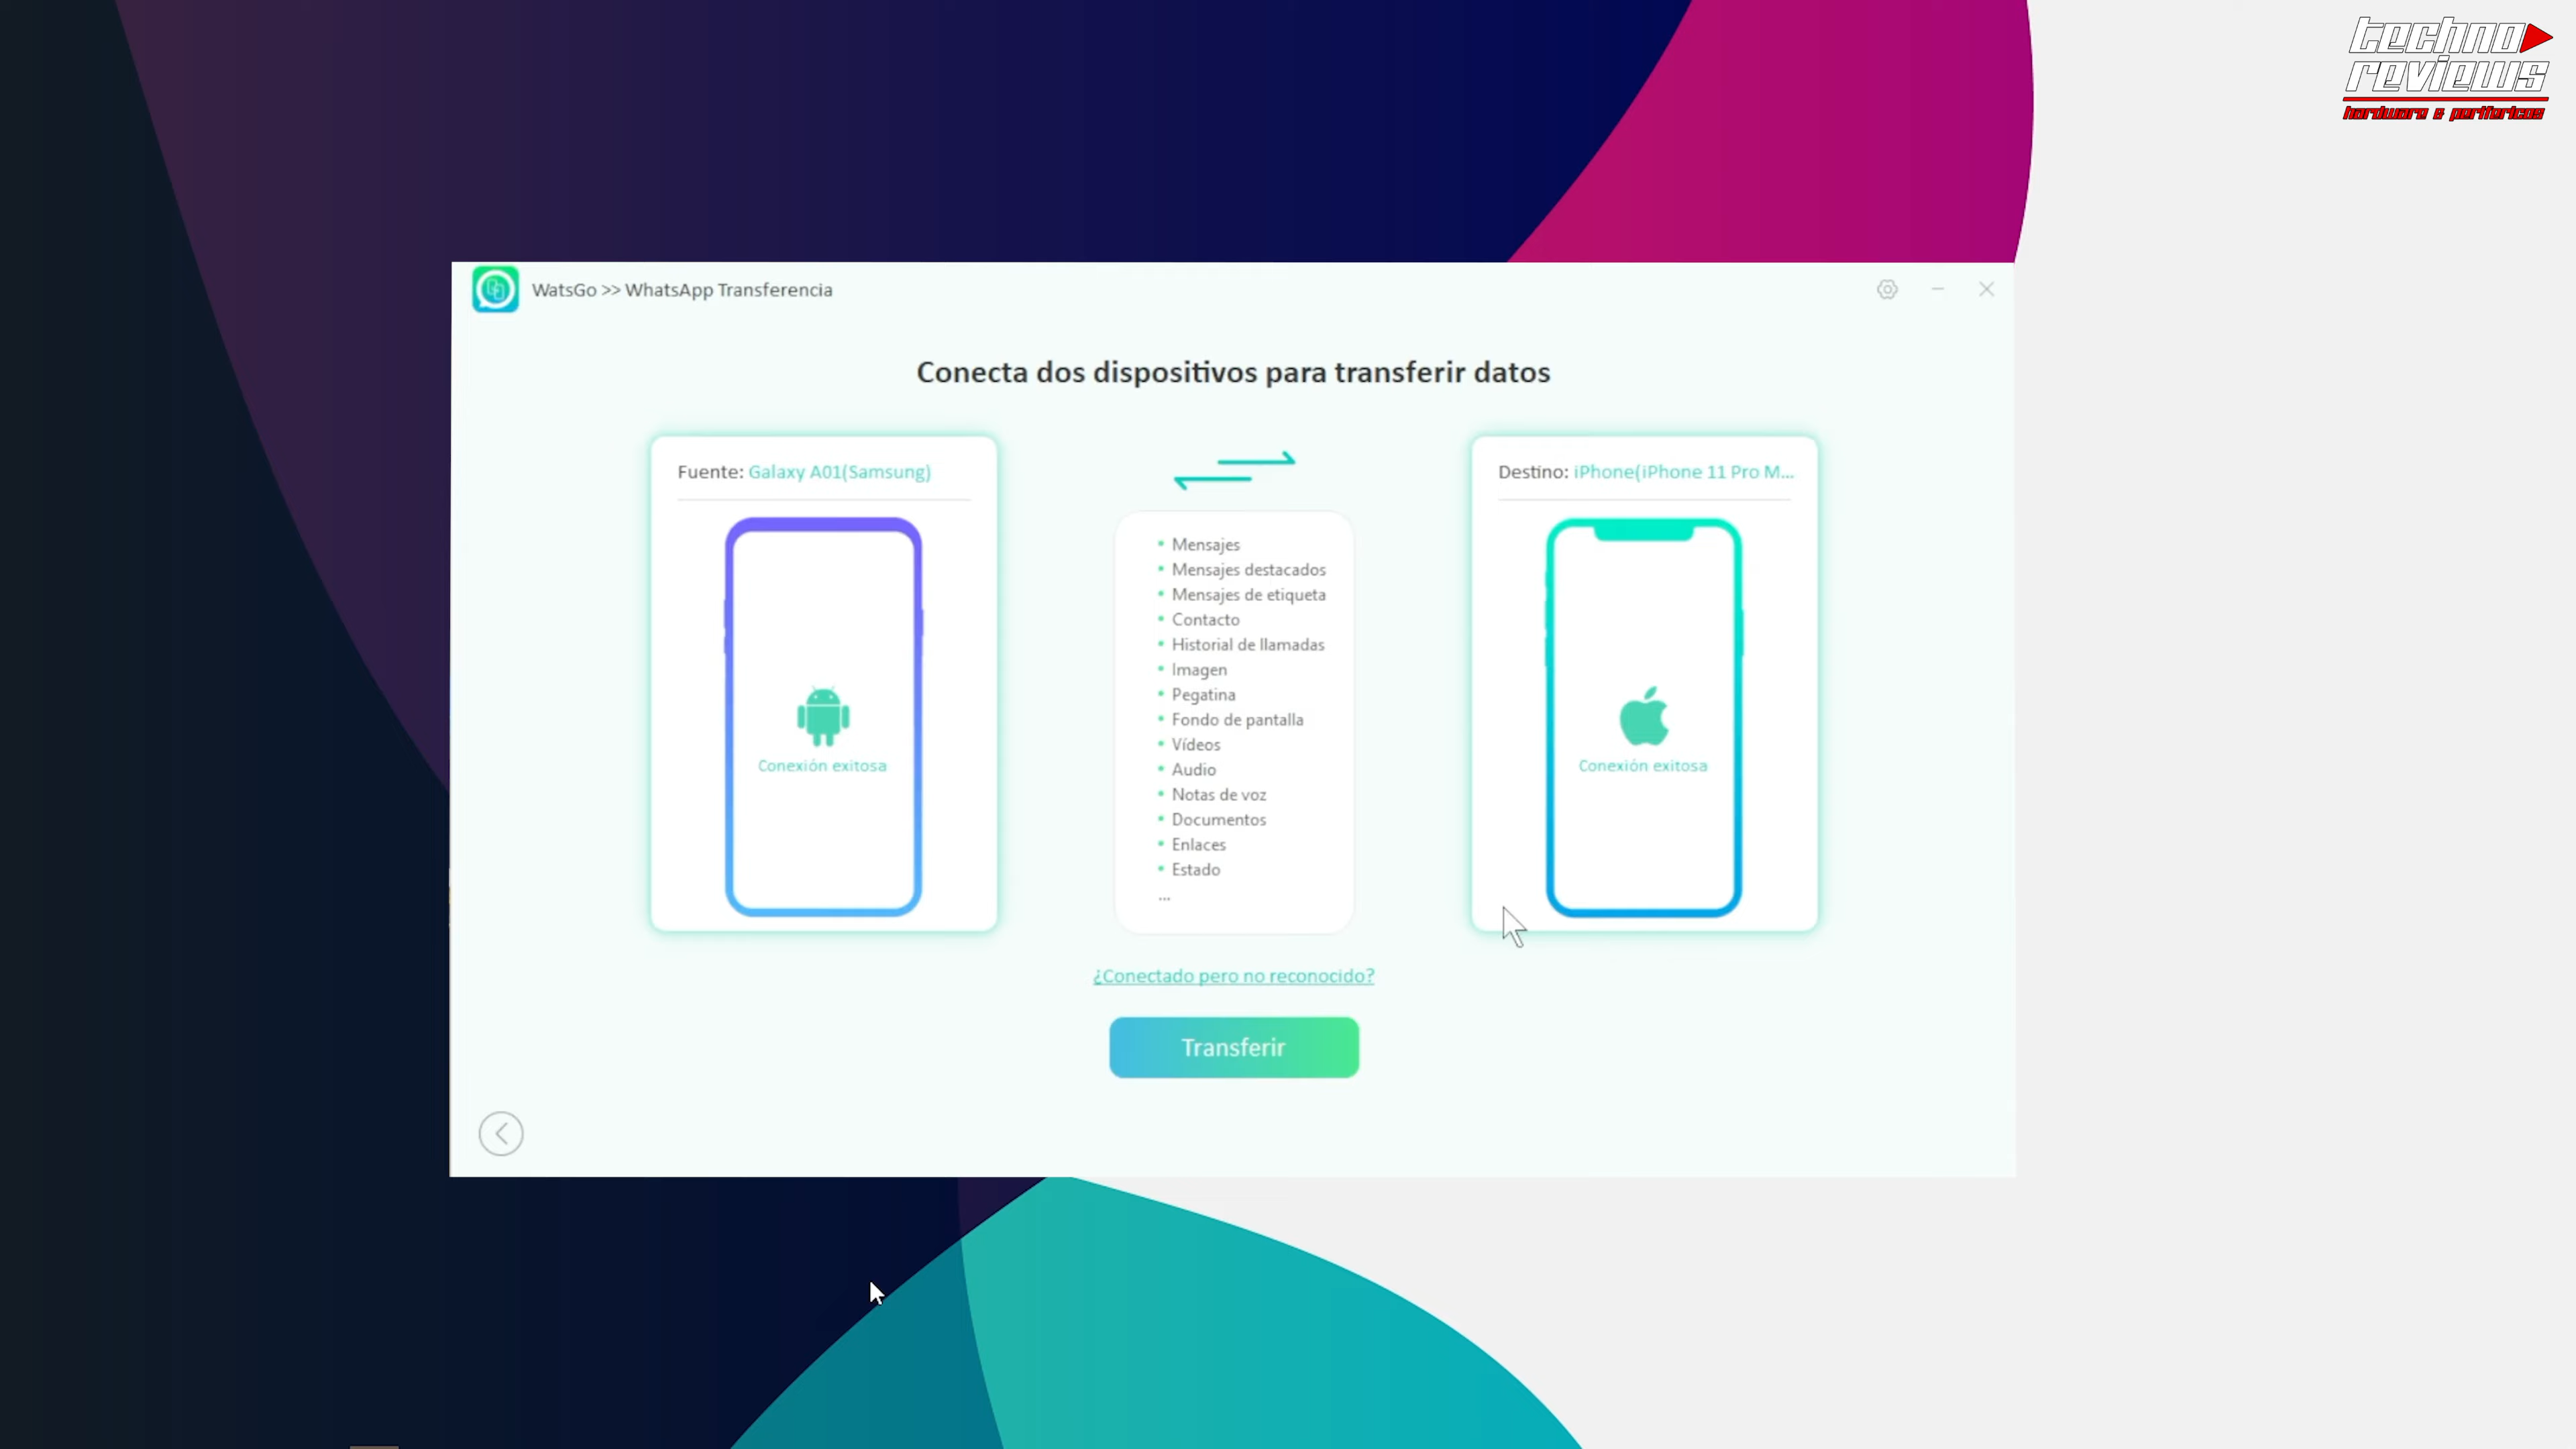 techno
reviews
hardware & perifericos
WatsGo >> WhatsApp Transferencia
Conecta dos dispositivos para transferir datos
Fuente: Galaxy A01(Samsung)
Conexión exitosa
• Mensajes
• Mensajes destacados
• Mensajes de etiqueta
• Contacto
• Historial de llamadas
• Imagen
• Pegatina
• Fondo de pantalla
• Vídeos
• Audio
• Notas de voz
• Documentos
• Enlaces
• Estado
...
Destino: iPhone(iPhone 11 Pro M...
Conexión exitosa
¿Conectado pero no reconocido?
Transferir